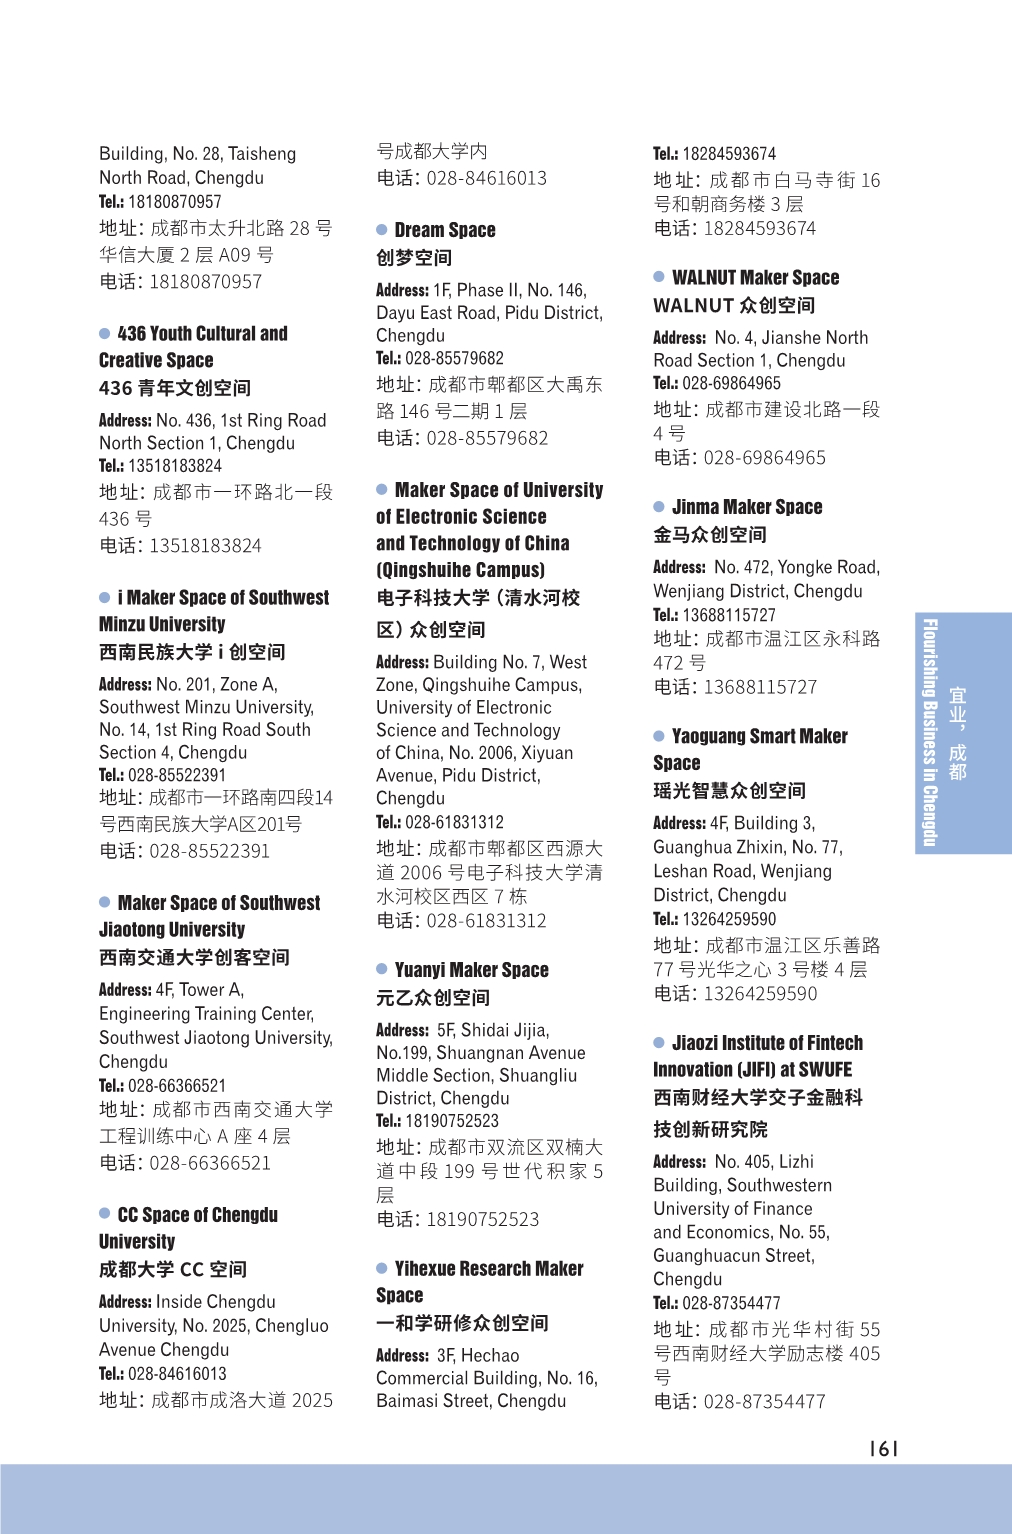 Building, No. 28, Taisheng
North Road, Chengdu
Tel.: 18180870957
地址：成都市太升北路 28 号
华信大厦 2 层 A09 号
电话：18180870957
436 Youth Cultural and
Creative Space
436 青年文创空间
Address: No. 436, 1st Ring Road
North Section 1, Chengdu
Tel.: 13518183824
地址：成都市一环路北一段
436 号
电话：13518183824
i Maker Space of Southwest
Minzu University
西南民族大学 i 创空间
Address: No. 201, Zone A,
Southwest Minzu University,
No. 14, 1st Ring Road South
Section 4, Chengdu
Tel.: 028-85522391
地址：成都市一环路南四段14
号西南民族大学A区201号
电话：028-85522391
Maker Space of Southwest
Jiaotong University
西南交通大学创客空间
Address: 4F, Tower A,
Engineering Training Center,
Southwest Jiaotong University,
Chengdu
Tel.: 028-66366521
地址：成都市西南交通大学
工程训练中心 A 座 4 层
电话：028-66366521
CC Space of Chengdu
University
成都大学 CC 空间
Address: Inside Chengdu
University, No. 2025, Chengluo
Avenue Chengdu
Tel.: 028-84616013
地址：成都市成洛大道 2025
号成都大学内
电话：028-84616013
Dream Space
创梦空间
Address: 1F, Phase II, No. 146,
Dayu East Road, Pidu District,
Chengdu
Tel.: 028-85579682
地址：成都市郫都区大禹东
路 146 号二期 1 层
电话：028-85579682
Maker Space of University
of Electronic Science
and Technology of China
(Qingshuihe Campus)
电子科技大学（清水河校
区）众创空间
Address: Building No. 7, West
Zone, Qingshuihe Campus,
University of Electronic
Science and Technology
of China, No. 2006, Xiyuan
Avenue, Pidu District,
Chengdu
Tel.: 028-61831312
地址：成都市郫都区西源大
道 2006 号电子科技大学清
水河校区西区 7 栋
电话：028-61831312
Yuanyi Maker Space
元乙众创空间
Address: 5F, Shidai Jijia,
No.199, Shuangnan Avenue
Middle Section, Shuangliu
District, Chengdu
Tel.: 18190752523
地址：成都市双流区双楠大
道中段 199 号世代积家 5
层
电话：18190752523
Yihexue Research Maker
Space
一和学研修众创空间
Address: 3F, Hechao
Commercial Building, No. 16,
Baimasi Street, Chengdu
Tel.: 18284593674
地址：成都市白马寺街 16
号和朝商务楼 3 层
电话：18284593674
WALNUT Maker Space
WALNUT 众创空间
Address: No. 4, Jianshe North
Road Section 1, Chengdu
Tel.: 028-69864965
地址：成都市建设北路一段
4 号
电话：028-69864965
Jinma Maker Space
金马众创空间
Address: No. 472, Yongke Road,
Wenjiang District, Chengdu
Tel.: 13688115727
地址：成都市温江区永科路
472 号
电话：13688115727
Yaoguang Smart Maker
Space
瑶光智慧众创空间
Address: 4F, Building 3,
Guanghua Zhixin, No. 77,
Leshan Road, Wenjiang
District, Chengdu
Tel.: 13264259590
地址：成都市温江区乐善路
77 号光华之心 3 号楼 4 层
电话：13264259590
Jiaozi Institute of Fintech
Innovation (JIFI) at SWUFE
西南财经大学交子金融科
技创新研究院
Address: No. 405, Lizhi
Building, Southwestern
University of Finance
and Economics, No. 55,
Guanghuacun Street,
Chengdu
Tel.: 028-87354477
地址：成都市光华村街 55
号西南财经大学励志楼 405
号
电话：028-87354477
宜业，成都
Flourishing Business in Chengdu
161